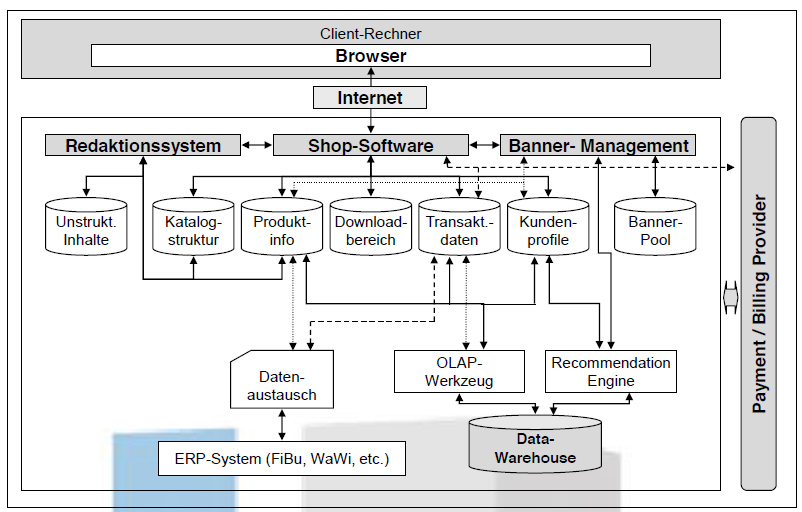 Client-Rechner
Browser
Internet
Redaktionssystem
Shop-Software
Banner- Management
Unstrukt.
Inhalte
Katalog-
struktur
Produkt-
info
Download-
bereich
Transakt.-
daten
Kunden-
profile
Banner-
Pool
Payment / Billing Provider
Daten-
austausch
OLAP-
Werkzeug
Recommendation
Engine
Data-
Warehouse
ERP-System (FiBu, WaWi, etc.)